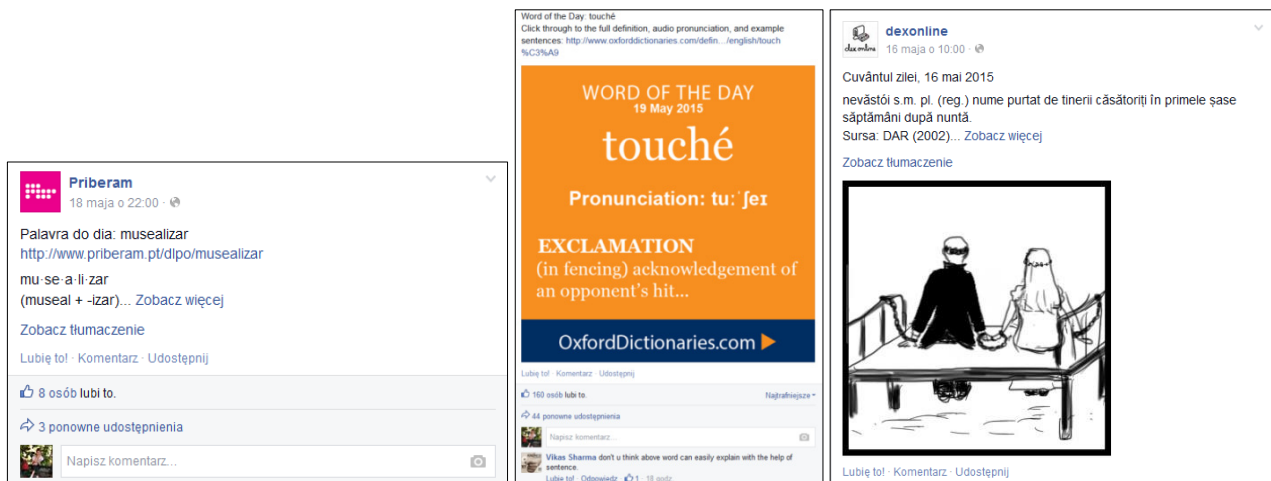 Priberam
18 maja o 22:00 ·
Palavra do dia: musealizar
http://www.priberam.pt/dlpo/musealizar
mu·se·a·li·zar
(museal + -izar)... Zobacz więcej
Zobacz tłumaczenie
Lubię to! · Komentarz · Udostępnij
8 osób lubi to.
3 ponowne udostępnienia
Napisz komentarz...
Word of the Day: touché
Click through to the full definition, audio pronunciation, and example
sentences: http://www.oxforddictionaries.com/defin.../english/touch
%C3%A9
WORD OF THE DAY
19 May 2015
touché
Pronunciation: tuːˈʃeɪ
EXCLAMATION
(in fencing) acknowledgement of
an opponent's hit...
OxfordDictionaries.com
Lubię to! · Komentarz · Udostępnij
160 osób lubi to.
Najtrafniejsze
44 ponowne udostępnienia
Napisz komentarz...
Vikas Sharma don't u think above word can easily explain with the help of
sentence.
Lubię to! · Odpowiedz · 1 · 18 godz.
dexonline
dex online
16 maja o 10:00 ·
Cuvântul zilei, 16 mai 2015
nevăstói s.m. pl. (reg.) nume purtat de tinerii căsătoriți în primele șase
săptămâni după nuntă.
Sursa: DAR (2002)... Zobacz więcej
Zobacz tłumaczenie
Lubię to! · Komentarz · Udostępnij